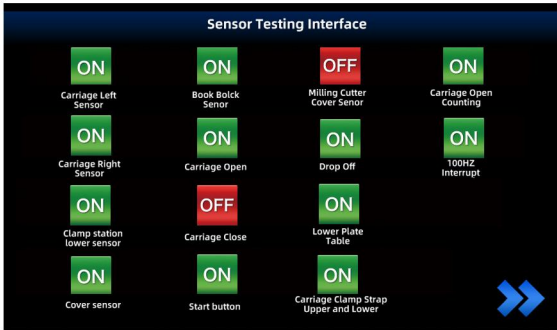 Sensor Testing Interface
ON
ON
OFF
ON
Carriage Left
Sensor
Book Bolck
Senor
Milling Cutter
Cover Senor
Carriage Open
Counting
ON
ON
ON
ON
Carriage Right
Sensor
Carriage Open
Drop Off
100HZ
Interrupt
ON
OFF
ON
Clamp station
lower sensor
Carriage Close
Lower Plate
Table
ON
ON
ON
Cover sensor
Start button
Carriage Clamp Strap
Upper and Lower